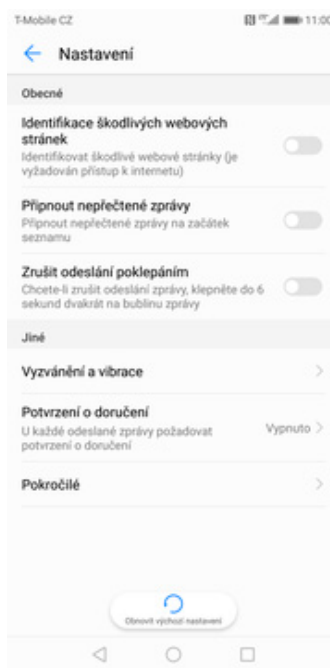 T-Mobile CZ 11:00
Nastavení
Obecné
Identifikace škodlivých webových
stránek
Identifikovat škodlivé webové stránky (je
vyžadován přístup k internetu)
Připnout nepřečtené zprávy
Připnout nepřečtené zprávy na začátek
seznamu
Zrušit odeslání poklepáním
Chcete-li zrušit odeslání zprávy, klepněte do 6
sekund dvakrát na bublinu zprávy
Jiné
Vyzvánění a vibrace
Potvrzení o doručení
U každé odeslané zprávy požadovat Vypnuto
potvrzení o doručení
Pokročilé
Obnovit výchozí nastavení